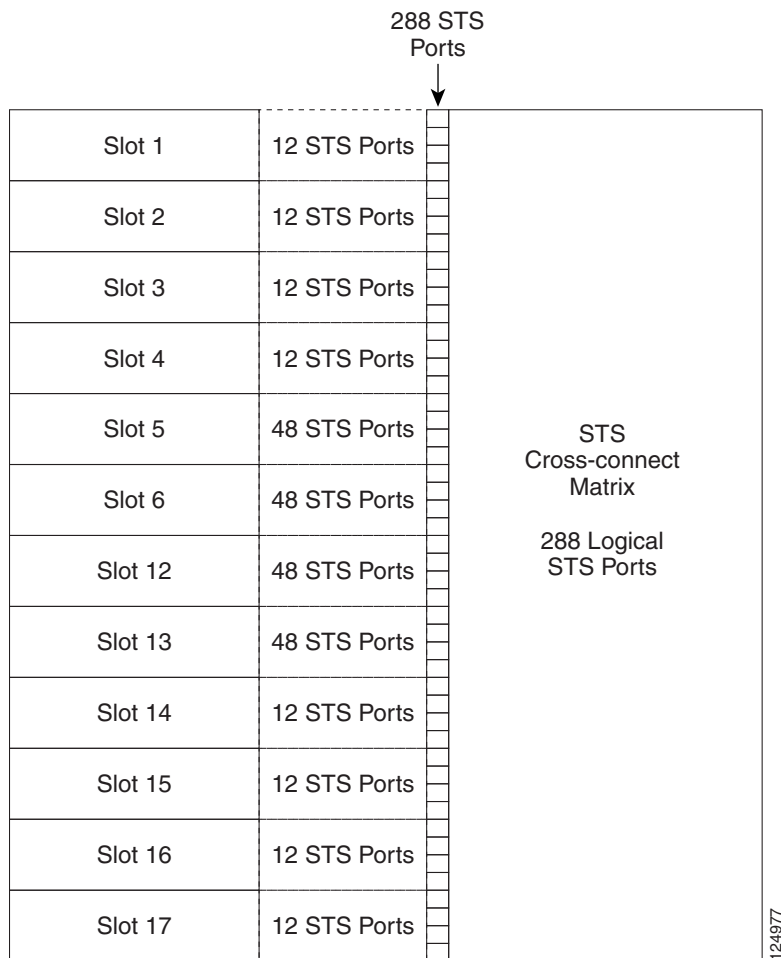 288 STS
Ports
Slot 1 12 STS Ports
Slot 2 12 STS Ports
Slot 3 12 STS Ports
Slot 4 12 STS Ports
Slot 5 48 STS Ports
Slot 6 48 STS Ports
Slot 12 48 STS Ports
Slot 13 48 STS Ports
Slot 14 12 STS Ports
Slot 15 12 STS Ports
Slot 16 12 STS Ports
Slot 17 12 STS Ports
STS
Cross-connect
Matrix
288 Logical
STS Ports
124977